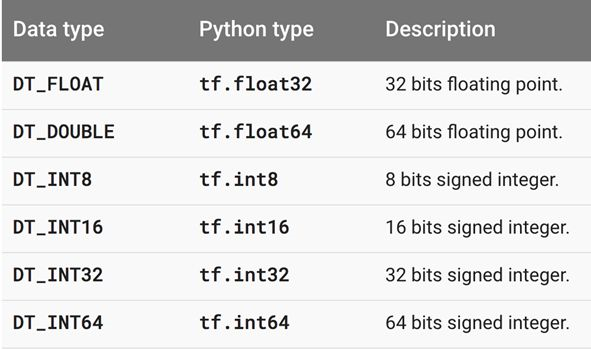 Data type Python type Description
DT_FLOAT tf.float32 32 bits floating point.
DT_DOUBLE tf.float64 64 bits floating point.
DT_INT8 tf.int8 8 bits signed integer.
DT_INT16 tf.int16 16 bits signed integer.
DT_INT32 tf.int32 32 bits signed integer.
DT_INT64 tf.int64 64 bits signed integer.